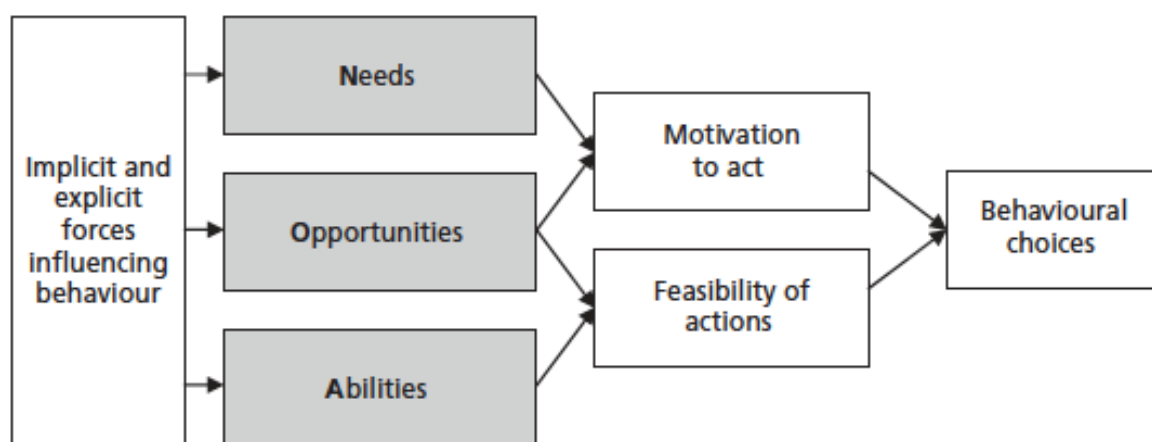 Implicit and
explicit
forces
influencing
behaviour
Needs
Opportunities
Abilities
Motivation
to act
Feasibility of
actions
Behavioural
choices